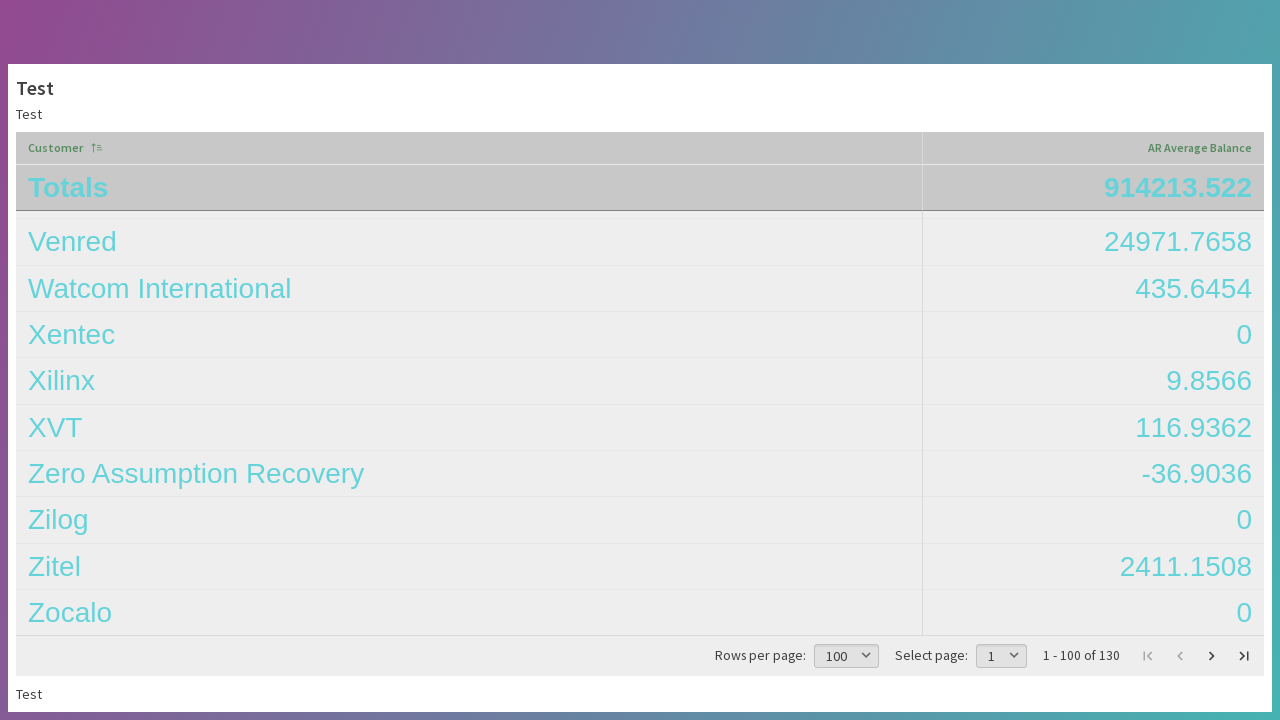 Test
Test
Customer AR Average Balance
Totals 914213.522
Venred 24971.7658
Watcom International 435.6454
Xentec 0
Xilinx 9.8566
XVT 116.9362
Zero Assumption Recovery -36.9036
Zilog 0
Zitel 2411.1508
Zocalo 0
Rows per page: 100 Select page: 1 1 - 100 of 130
Test